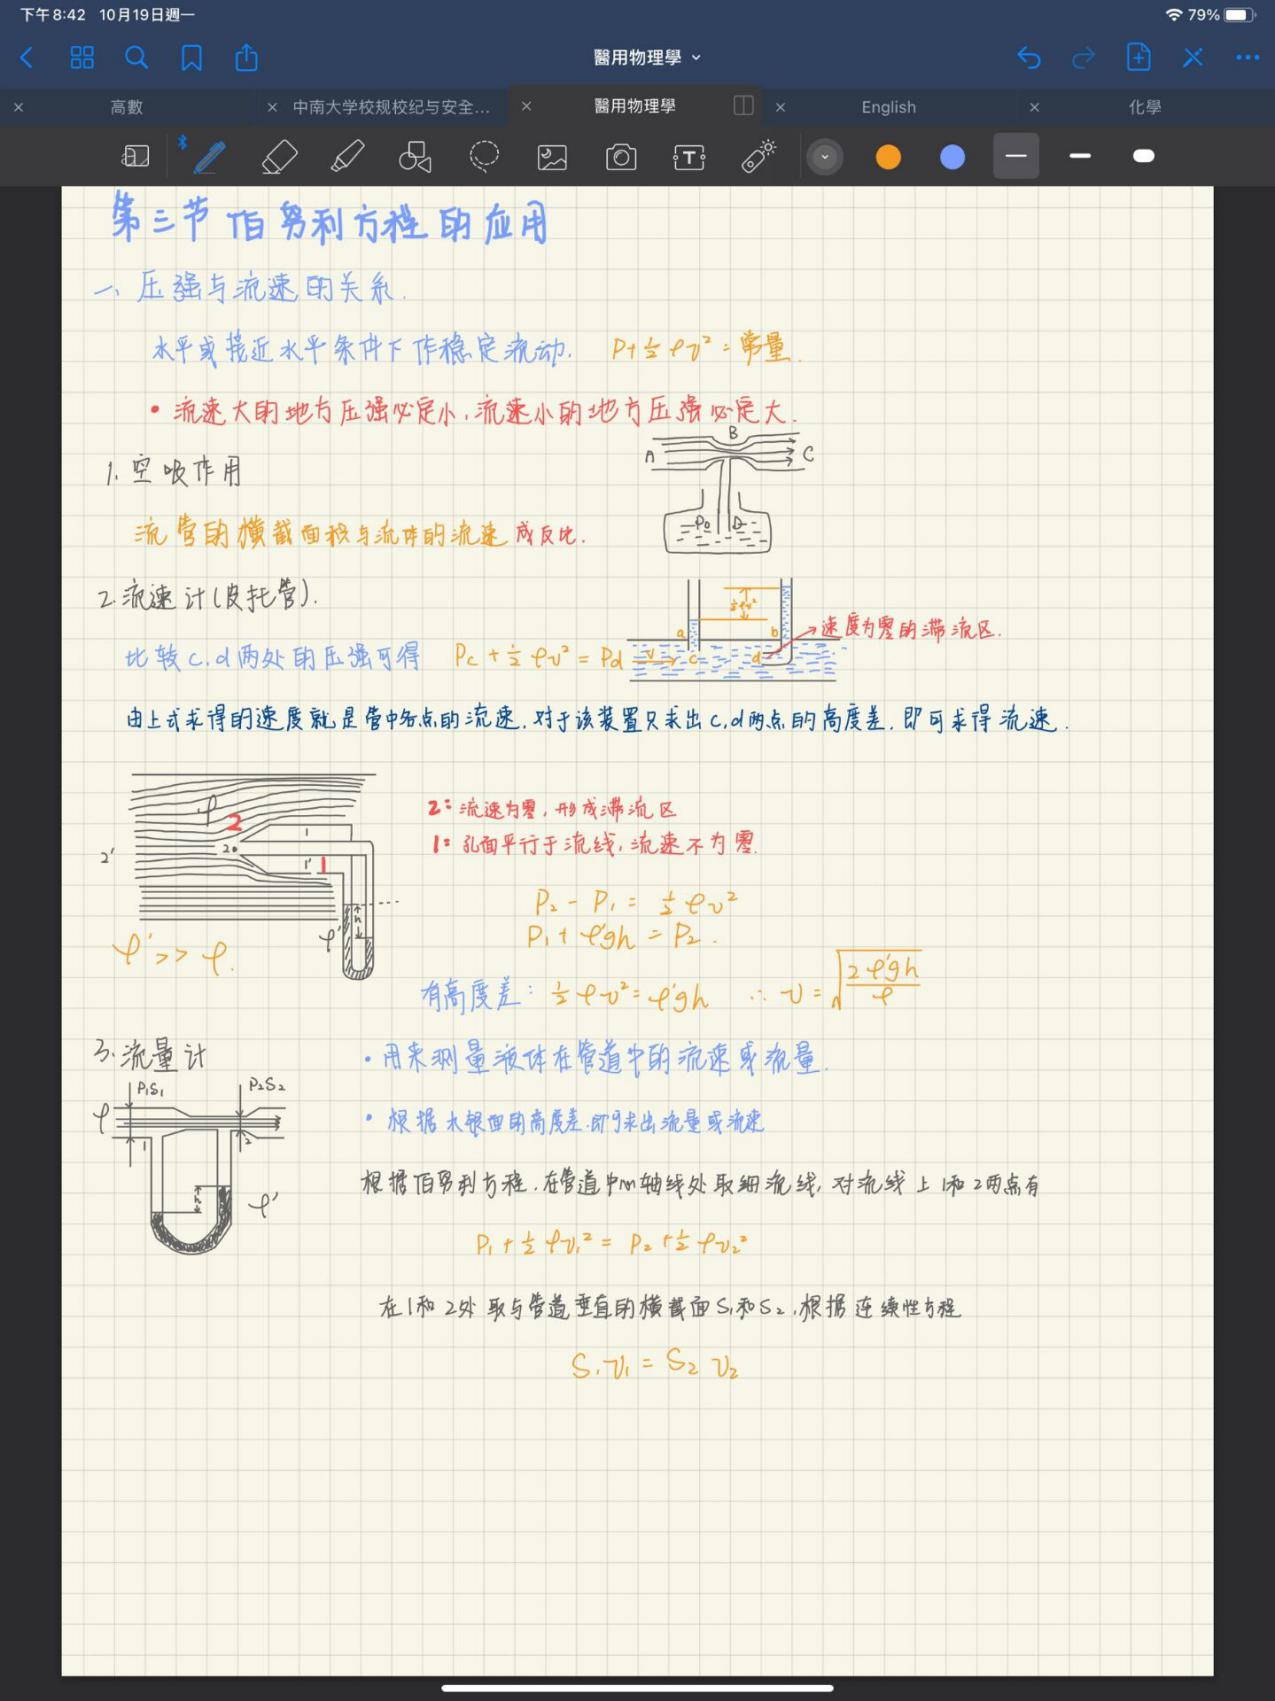 下午8:42 10月19日週一 79%
醫用物理學
高數 中南大学校规校纪与安全... 醫用物理學 English 化學
第三节 伯努利方程的应用
一、压强与流速的关系.
水平或接近水平条件下作稳定流动. P+½ρv²=常量.
• 流速大的地方压强必定小,流速小的地方压强必定大.
A B C
1. 空吸作用
P₀ D
流管的横截面积与流体的流速成反比.
2. 流速计(皮托管).
½ρv²
a b
→速度为零的滞流区.
比较c,d两处的压强可得 Pc+½ρv²=Pd
v c d
由上式求得的速度就是管中各点的流速.对于该装置只求出c,d两点的高度差.即可求得流速.
ρ 2 1
2' 2 1' 1
2: 流速为零,形成滞流区
1: 孔面平行于流线,流速不为零.
P₂-P₁=½ρv²
P₁+ρ'gh=P₂.
h ρ'
ρ'>>ρ.
有高度差: ½ρv²=ρ'gh ∴v=√(2ρ'gh/ρ)
3. 流量计
• 用来测量液体在管道中的流速或流量.
P₁S₁ P₂S₂
ρ 1 2
• 根据水银面的高度差.即可求出流量或流速
h ρ'
根据伯努利方程.在管道中m轴线处取细流线,对流线上1和2两点有
P₁+½ρv₁²=P₂+½ρv₂²
在1和2处取与管道垂直的横截面S₁和S₂,根据连续性方程
S₁v₁=S₂v₂